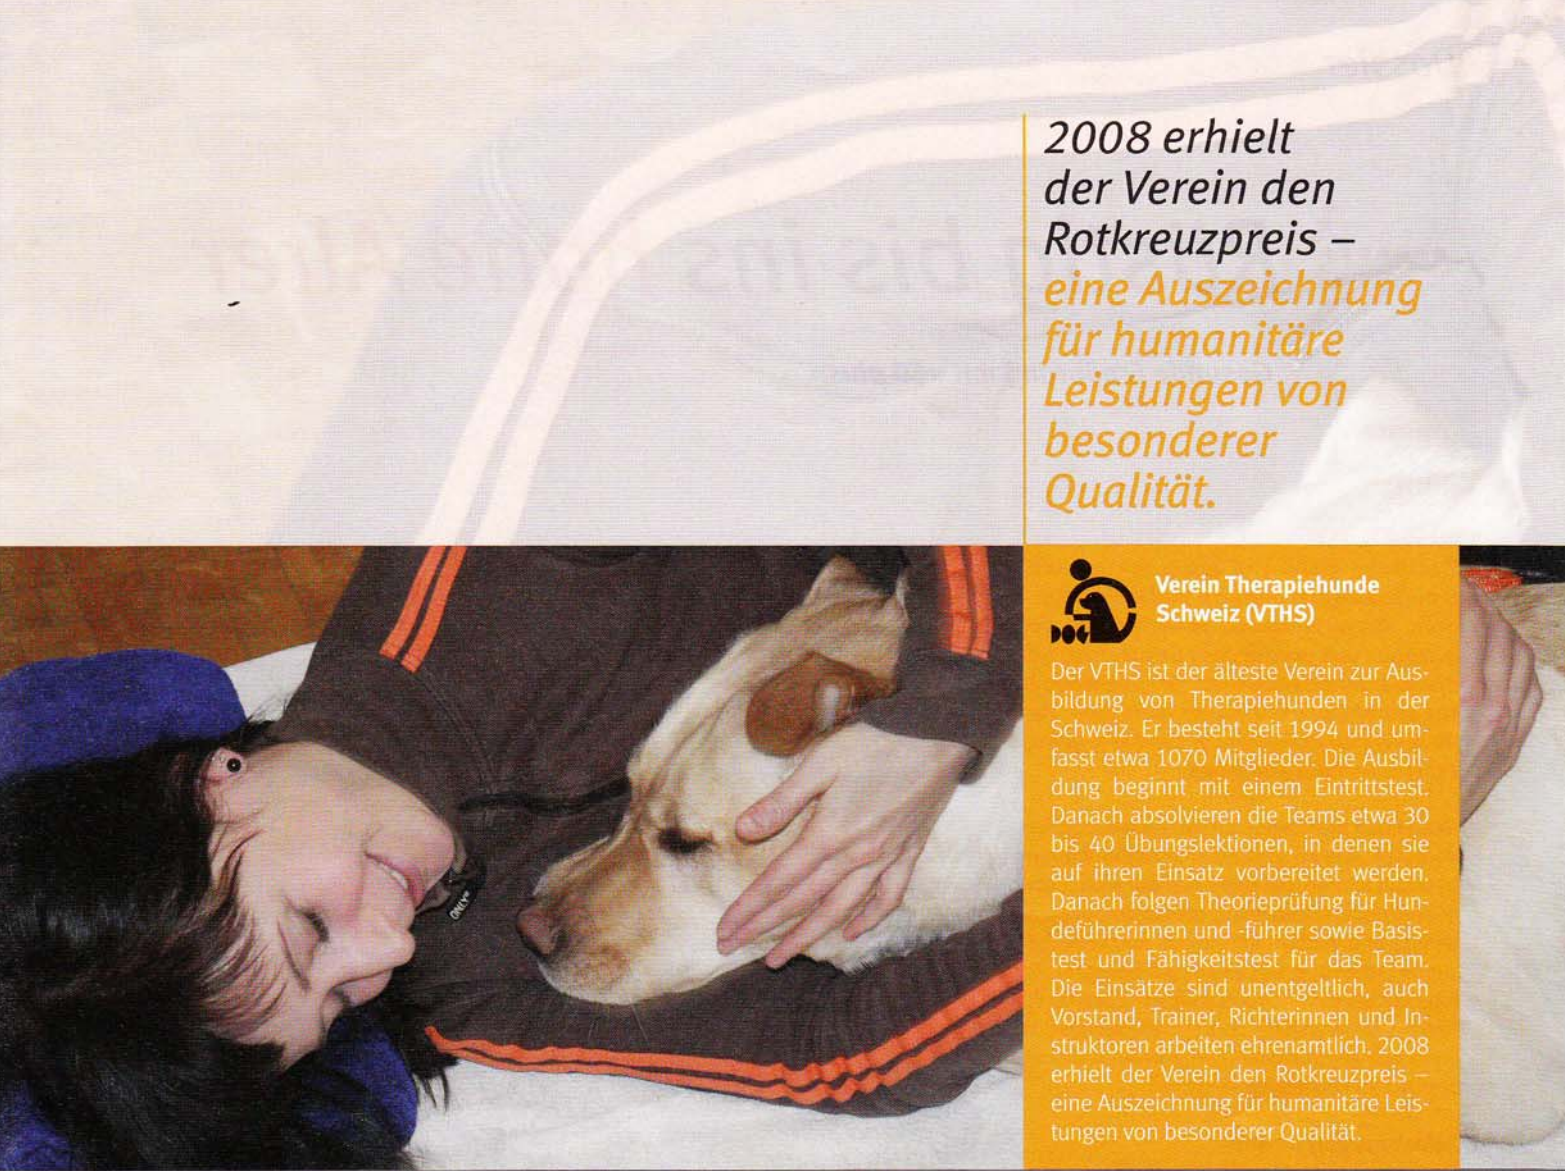 2008 erhielt
der Verein den
Rotkreuzpreis –
eine Auszeichnung
für humanitäre
Leistungen von
besonderer
Qualität.
DOG
Verein Therapiehunde
Schweiz (VTHS)
Der VTHS ist der älteste Verein zur Aus-
bildung von Therapiehunden in der
Schweiz. Er besteht seit 1994 und um-
fasst etwa 1070 Mitglieder. Die Ausbil-
dung beginnt mit einem Eintrittstest.
Danach absolvieren die Teams etwa 30
bis 40 Übungslektionen, in denen sie
auf ihren Einsatz vorbereitet werden.
Danach folgen Theorieprüfung für Hun-
deführerinnen und -führer sowie Basis-
test und Fähigkeitstest für das Team.
Die Einsätze sind unentgeltlich, auch
Vorstand, Trainer, Richterinnen und In-
struktoren arbeiten ehrenamtlich. 2008
erhielt der Verein den Rotkreuzpreis –
eine Auszeichnung für humanitäre Leis-
tungen von besonderer Qualität.
ONLY